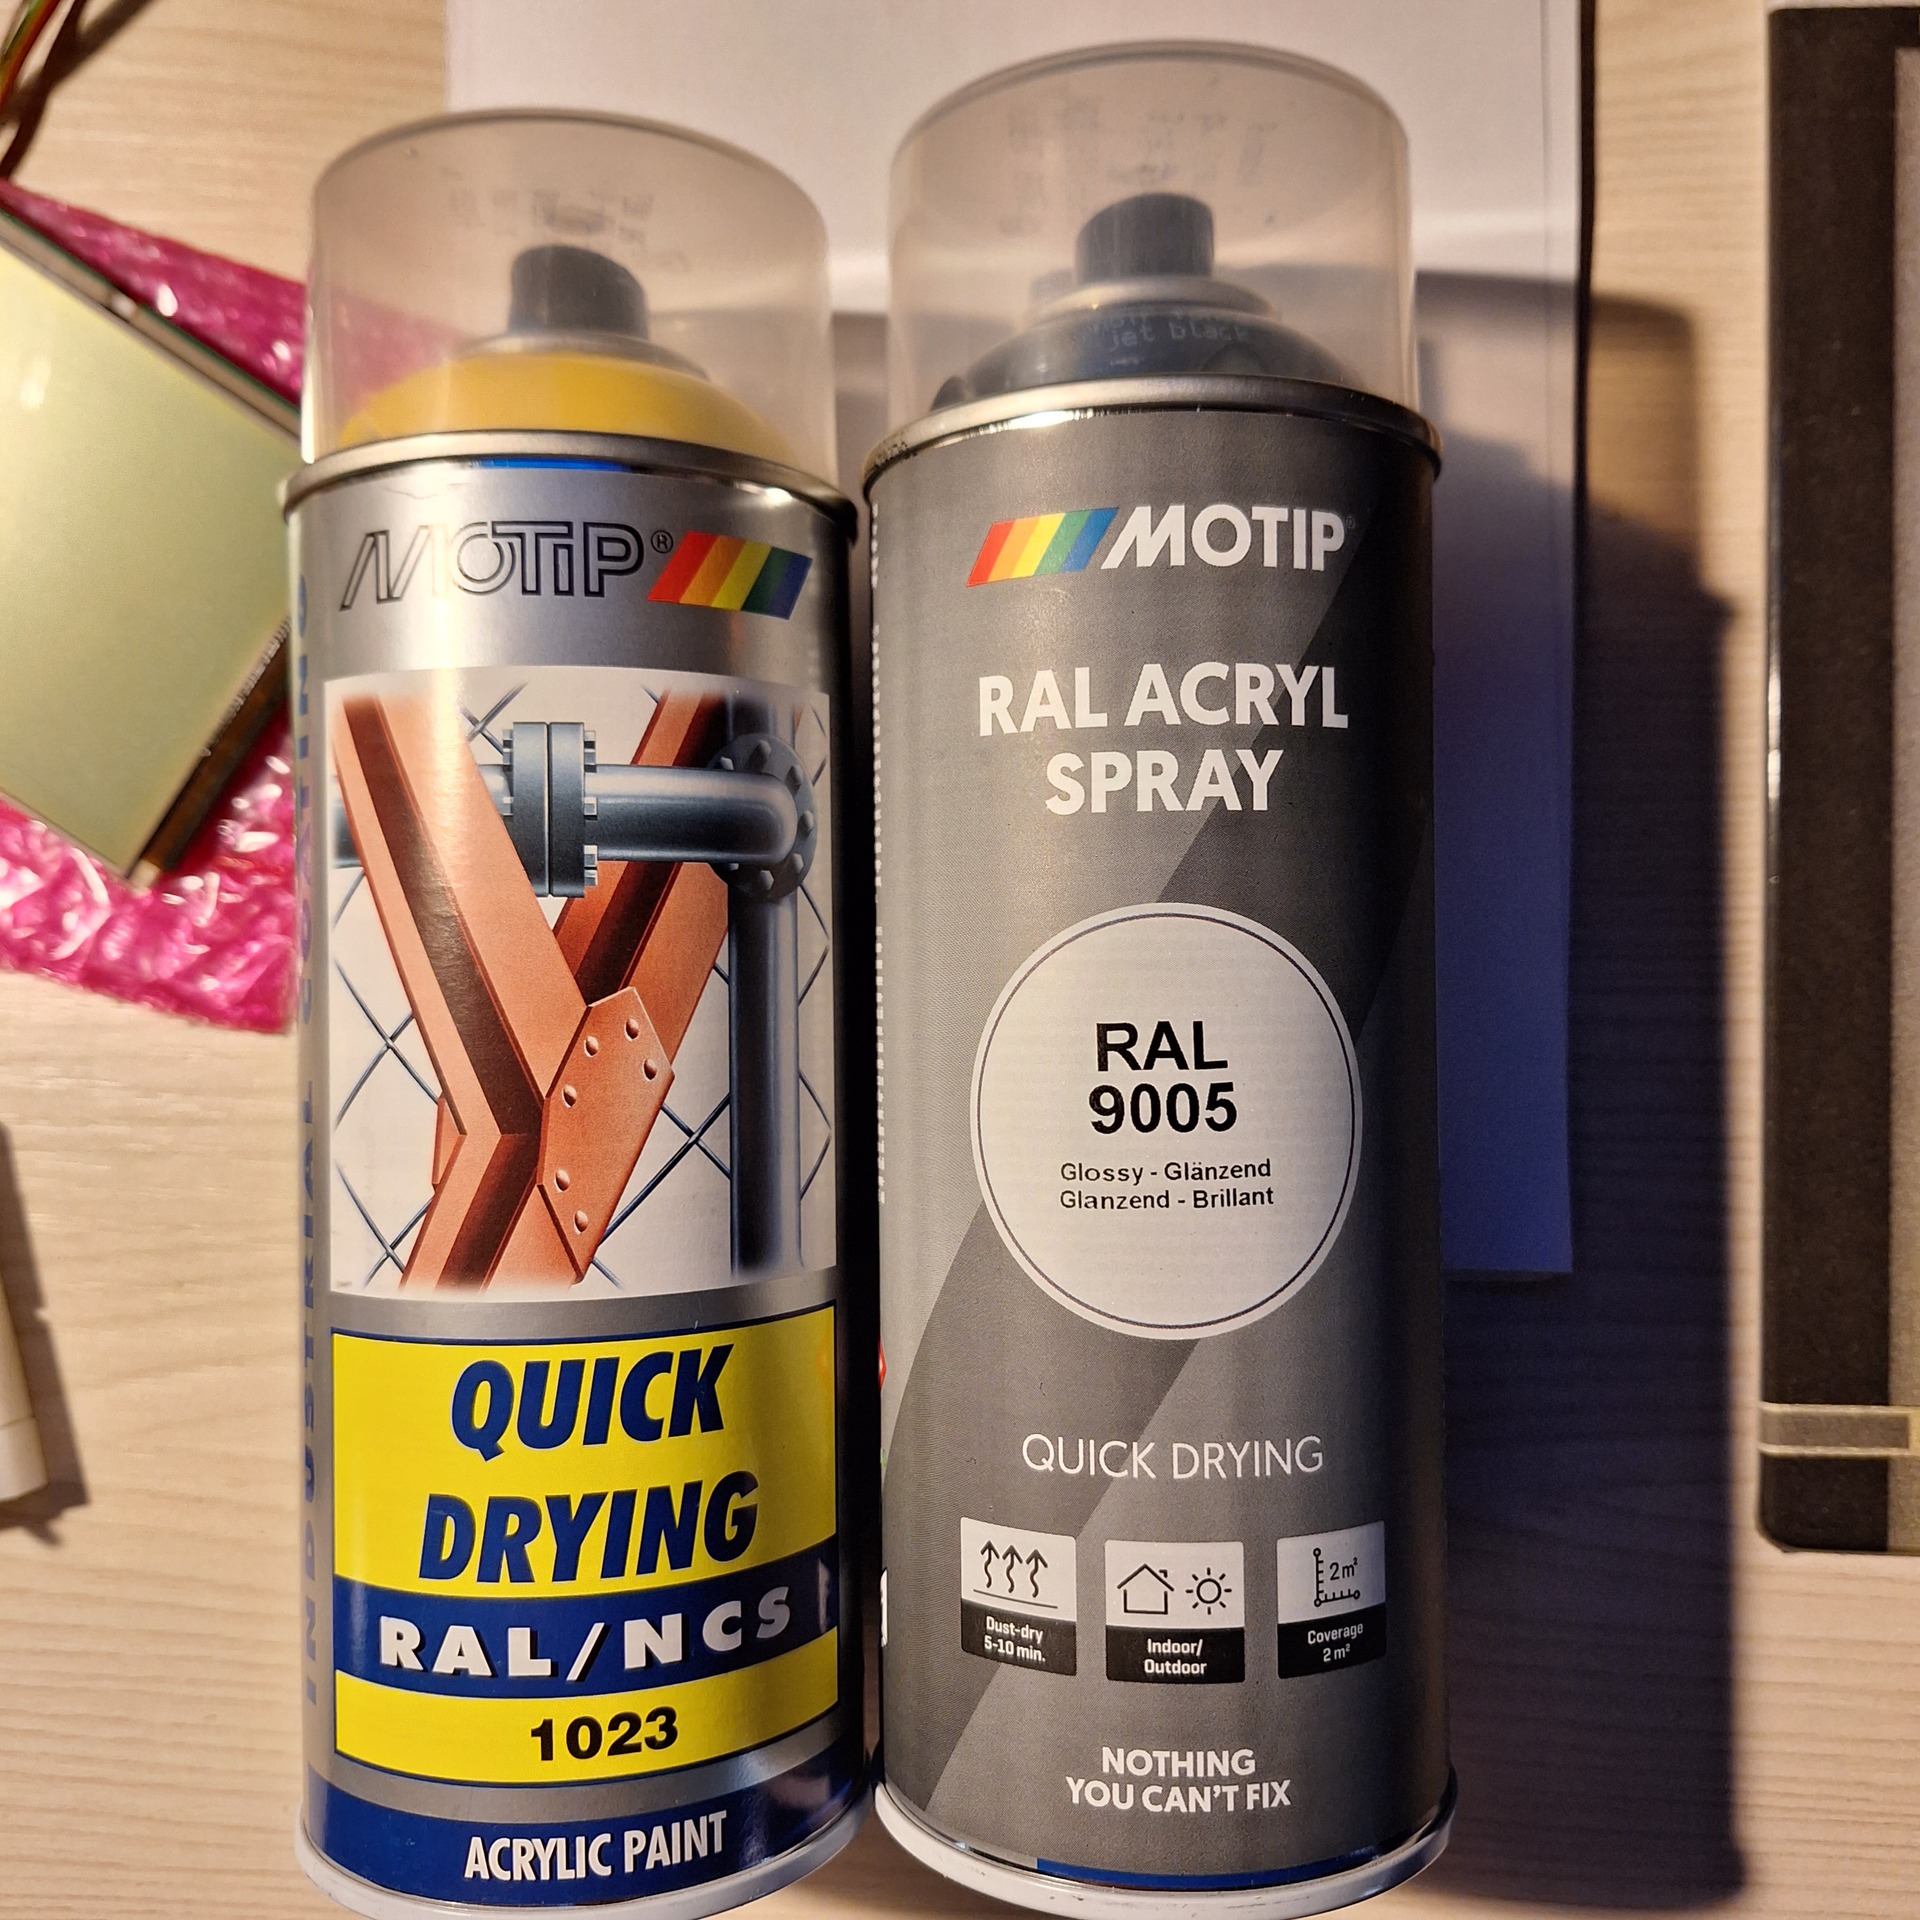 MOTIP®
INDUSTRIAL COATING
QUICK
DRYING
RAL/NCS
1023
ACRYLIC PAINT
jet black
MOTIP®
RAL ACRYL
SPRAY
RAL
9005
Glossy - Glänzend
Glanzend - Brillant
QUICK DRYING
Dust-dry
5-10 min.
Indoor/
Outdoor
2m²
Coverage
2 m²
NOTHING
YOU CAN'T FIX